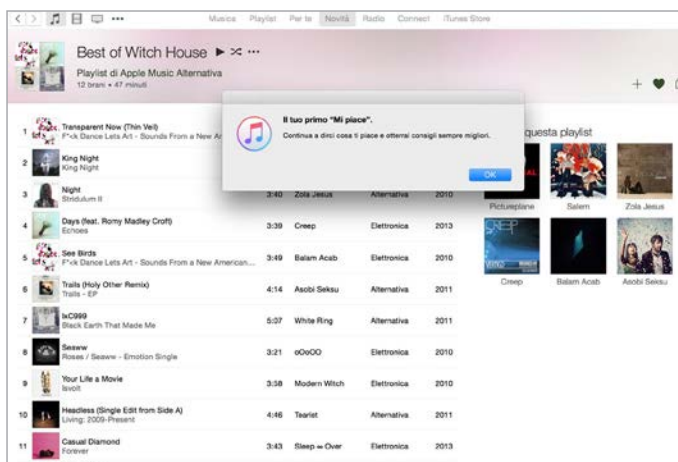 Musica Playlist Per te Novità Radio Connect iTunes Store
Best of Witch House
Playlist di Apple Music Alternativa
12 brani • 47 minuti
Il tuo primo “Mi piace”.
Continua a dirci cosa ti piace e otterrai consigli sempre migliori.
OK
questa playlist
1 Transparent Now (Thin Veil)
F*ck Dance Lets Art - Sounds From a New Am
2 King Night
King Night
3 Night 3:40 Zola Jesus Alternativa 2010
Stridulum II
4 Days (feat. Romy Madley Croft) 3:39 Creep Elettronica 2013
Echoes
5 See Birds 3:49 Balam Acab Elettronica 2010
F*ck Dance Lets Art - Sounds From a New American...
6 Trails (Holy Other Remix) 4:14 Asobi Seksu Alternativa 2011
Trails - EP
7 IxC999 5:07 White Ring Alternativa 2011
Black Earth That Made Me
8 Seaww 3:21 oOoOO Elettronica 2010
Roses / Seaww - Emotion Single
9 Your Life a Movie 3:38 Modern Witch Elettronica 2010
Isvolt
10 Headless (Single Edit from Side A) 4:46 Tearist Alternativa 2011
Living: 2009-Present
11 Casual Diamond 3:43 Sleep ∞ Over Elettronica 2013
Forever
Pictureplane Salem Zola Jesus
CREEP
Creep Balam Acab Asobi Seksu